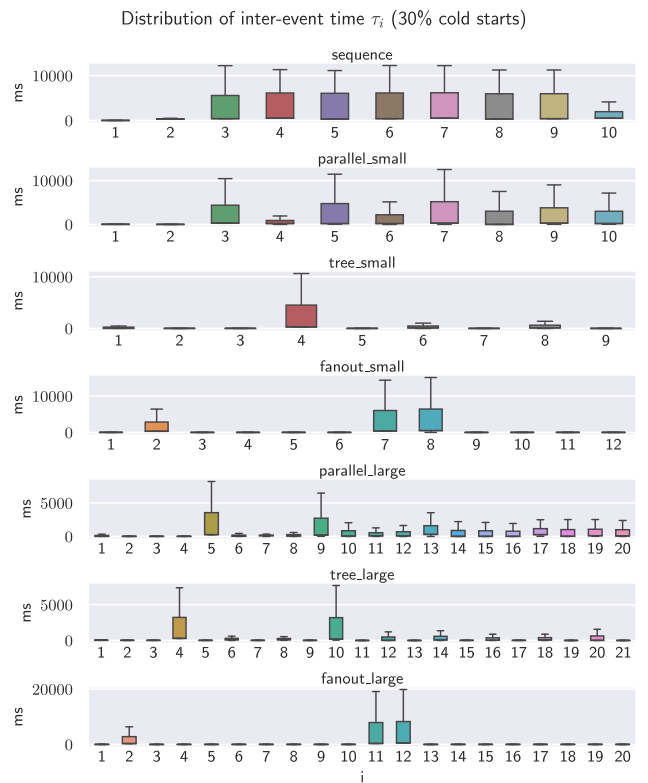 Distribution of inter-event time τᵢ (30% cold starts)
sequence
ms
10000
0
1 2 3 4 5 6 7 8 9 10
parallel_small
ms
10000
0
1 2 3 4 5 6 7 8 9 10
tree_small
ms
10000
0
1 2 3 4 5 6 7 8 9
fanout_small
ms
10000
0
1 2 3 4 5 6 7 8 9 10 11 12
parallel_large
ms
5000
0
1 2 3 4 5 6 7 8 9 10 11 12 13 14 15 16 17 18 19 20
tree_large
ms
5000
0
1 2 3 4 5 6 7 8 9 10 11 12 13 14 15 16 17 18 19 20 21
fanout_large
ms
20000
0
1 2 3 4 5 6 7 8 9 10 11 12 13 14 15 16 17 18 19 20 21 22
i